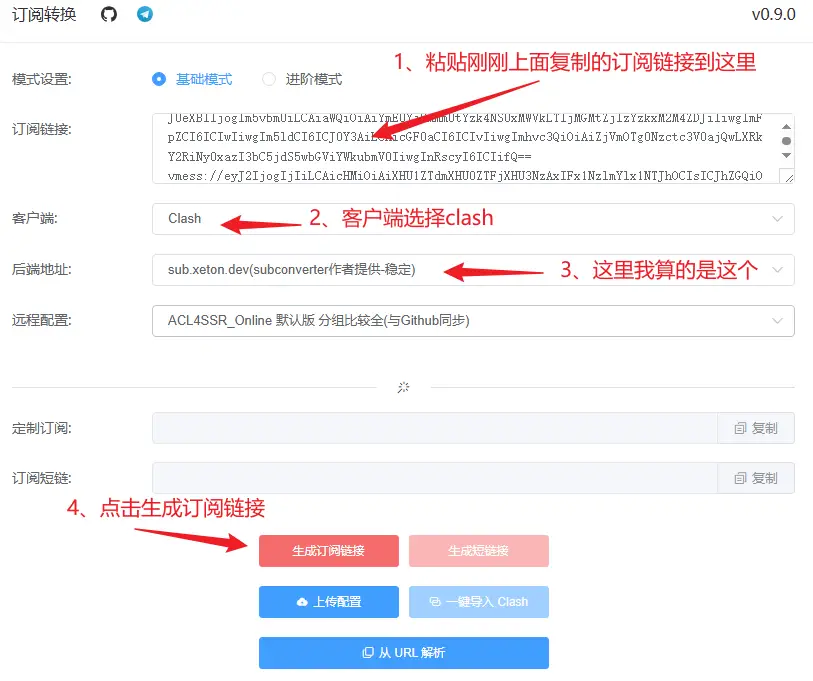 订阅转换
v0.9.0
1、粘贴刚刚上面复制的订阅链接到这里
模式设置:
基础模式
进阶模式
订阅链接:
Y2RiNy0xazI3bC5jdS5wbGViYWkubmV0IiwgInRscyI6ICIifQ==
vmess://eyJ2IjogIjIiLCAicHMiOiAiXHU1ZTdmXHU0ZTFjXHU3NzAxIFx1NzlmYlx1NTJhOCIsICJhZGQiO
客户端:
Clash
2、客户端选择clash
后端地址:
sub.xeton.dev(subconverter作者提供-稳定)
3、这里我算的是这个
远程配置:
ACL4SSR_Online 默认版 分组比较全(与Github同步)
定制订阅:
复制
订阅短链:
复制
4、点击生成订阅链接
生成订阅链接
生成短链接
上传配置
一键导入 Clash
从 URL 解析